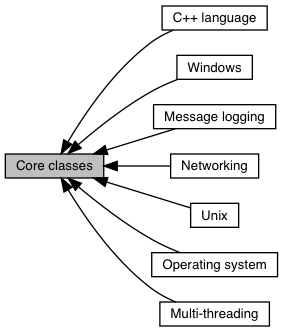 C++ language
Windows
Message logging
Core classes
Networking
Unix
Operating system
Multi-threading